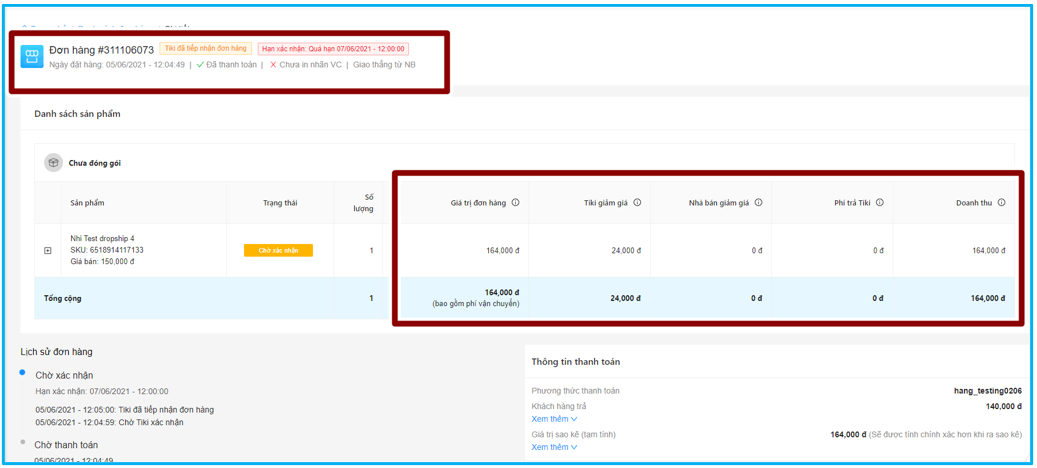 Đơn hàng #311106073 Tiki đã tiếp nhận đơn hàng Hạn xác nhận: Quá hạn 07/06/2021 - 12:00:00
Ngày đặt hàng: 05/06/2021 - 12:04:49 | Đã thanh toán | Chưa in nhãn VC | Giao thẳng từ NB
Danh sách sản phẩm
Chưa đóng gói
Sản phẩm Trạng thái Số lượng Giá trị đơn hàng Tiki giảm giá Nhà bán giảm giá Phí trả Tiki Doanh thu
Nhi Test dropship 4
SKU: 6518914117133
Giá bán: 150,000 đ
Chờ xác nhận 1 164,000 đ 24,000 đ 0 đ 0 đ 164,000 đ
Tổng cộng 1 164,000 đ
(bao gồm phí vận chuyển) 24,000 đ 0 đ 0 đ 164,000 đ
Lịch sử đơn hàng
Chờ xác nhận
Hạn xác nhận: 07/06/2021 - 12:00:00
05/06/2021 - 12:05:00: Tiki đã tiếp nhận đơn hàng
05/06/2021 - 12:04:59: Chờ Tiki xác nhận
Chờ thanh toán
05/06/2021 - 12:04:49
Thông tin thanh toán
Phương thức thanh toán hang_testing0206
Khách hàng trả 140,000 đ
Xem thêm
Giá trị sao kê (tạm tính) 164,000 đ (Sẽ được tính chính xác hơn khi ra sao kê)
Xem thêm